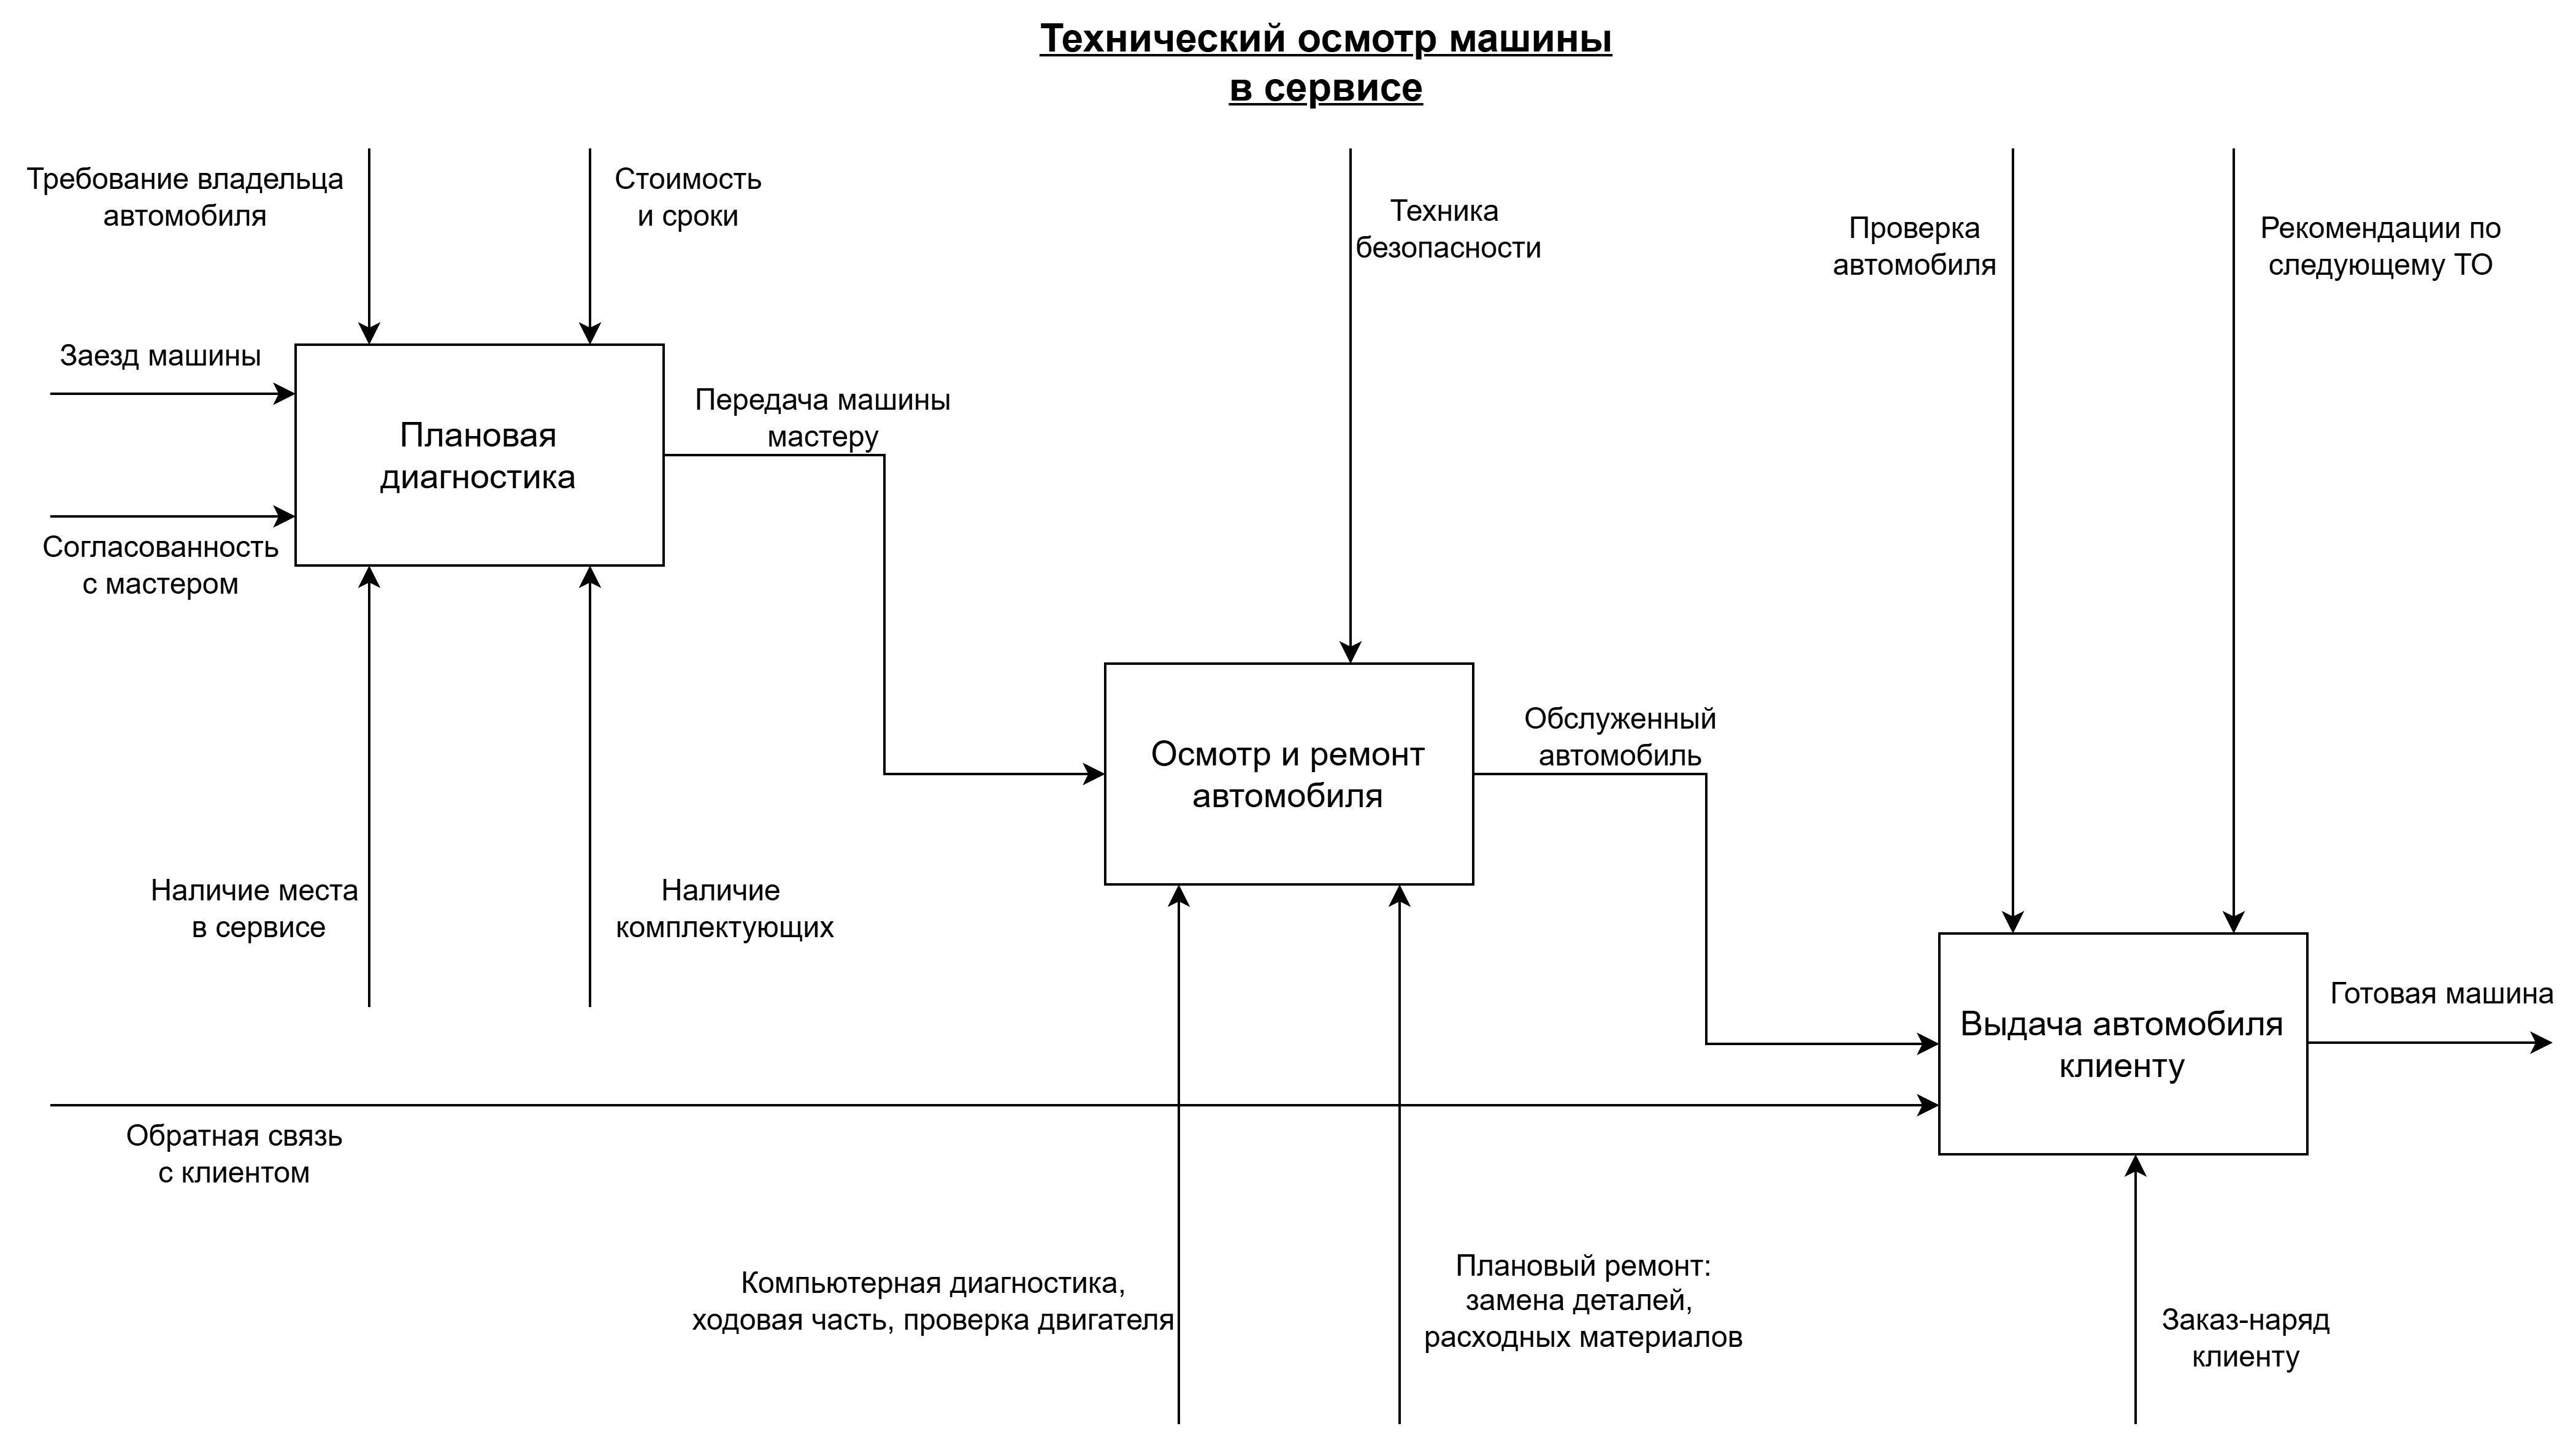 Технический осмотр машины
в сервисе
Требование владельца
автомобиля
Стоимость
и сроки
Техника
безопасности
Проверка
автомобиля
Рекомендации по
следующему ТО
Заезд машины
Плановая
диагностика
Передача машины
мастеру
Согласованность
с мастером
Осмотр и ремонт
автомобиля
Обслуженный
автомобиль
Наличие места
в сервисе
Наличие
комплектующих
Выдача автомобиля
клиенту
Готовая машина
Обратная связь
с клиентом
Компьютерная диагностика,
ходовая часть, проверка двигателя
Плановый ремонт:
замена деталей,
расходных материалов
Заказ-наряд
клиенту